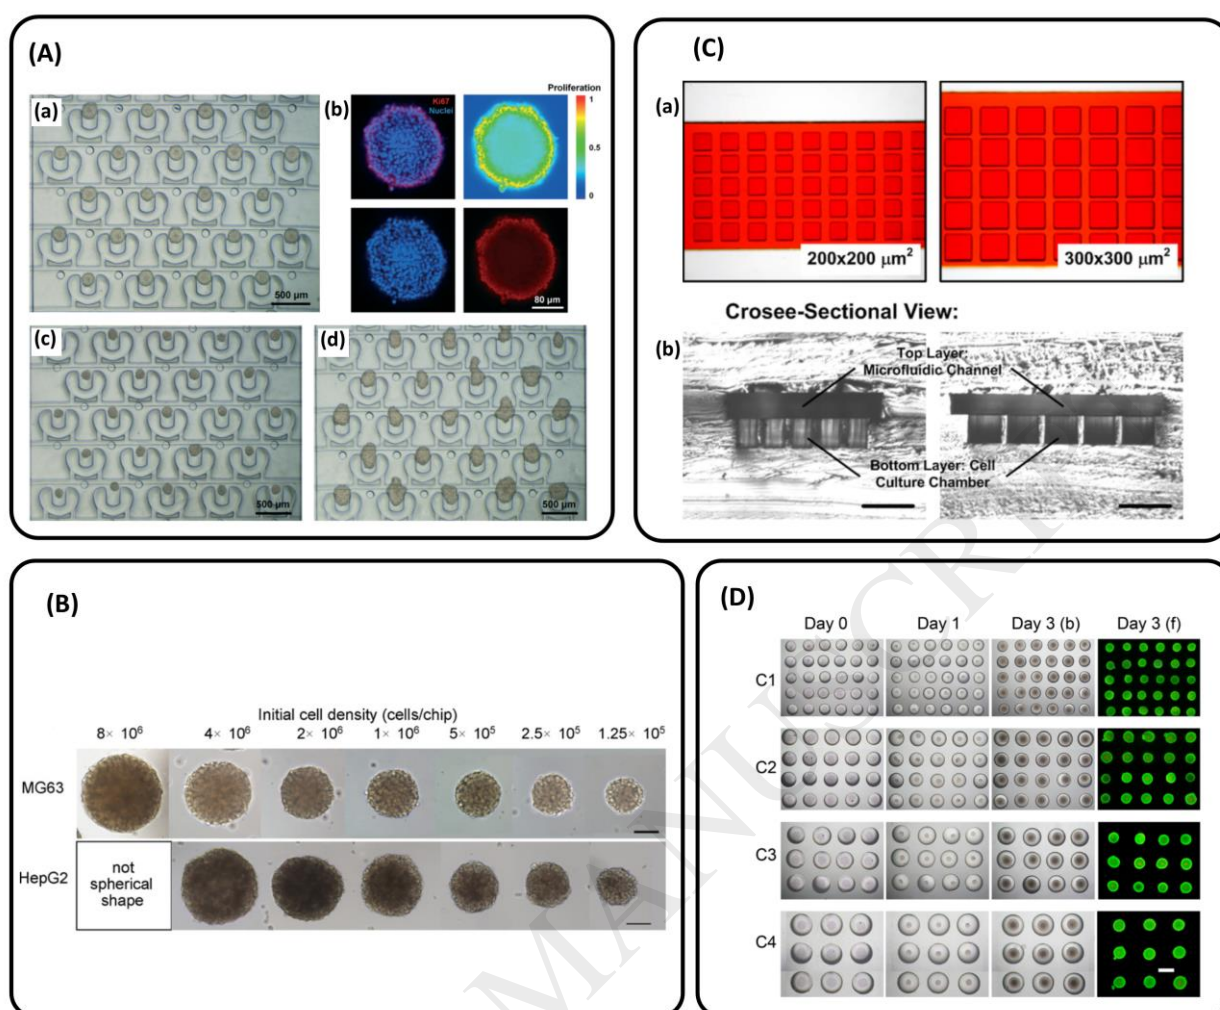 (A)
(a)
500 µm
(b)
Ki67
Nuclei
Proliferation
1
0.5
0
80 µm
(c)
500 µm
(d)
500 µm
(C)
(a)
200x200 µm²
300x300 µm²
Crosee-Sectional View:
(b)
Top Layer:
Microfluidic Channel
Bottom Layer: Cell
Culture Chamber
(B)
Initial cell density (cells/chip)
8× 10⁶ 4× 10⁶ 2× 10⁶ 1× 10⁶ 5× 10⁵ 2.5× 10⁵ 1.25× 10⁵
MG63
HepG2
not
spherical
shape
(D)
Day 0 Day 1 Day 3 (b) Day 3 (f)
C1
C2
C3
C4
MANUSCRI